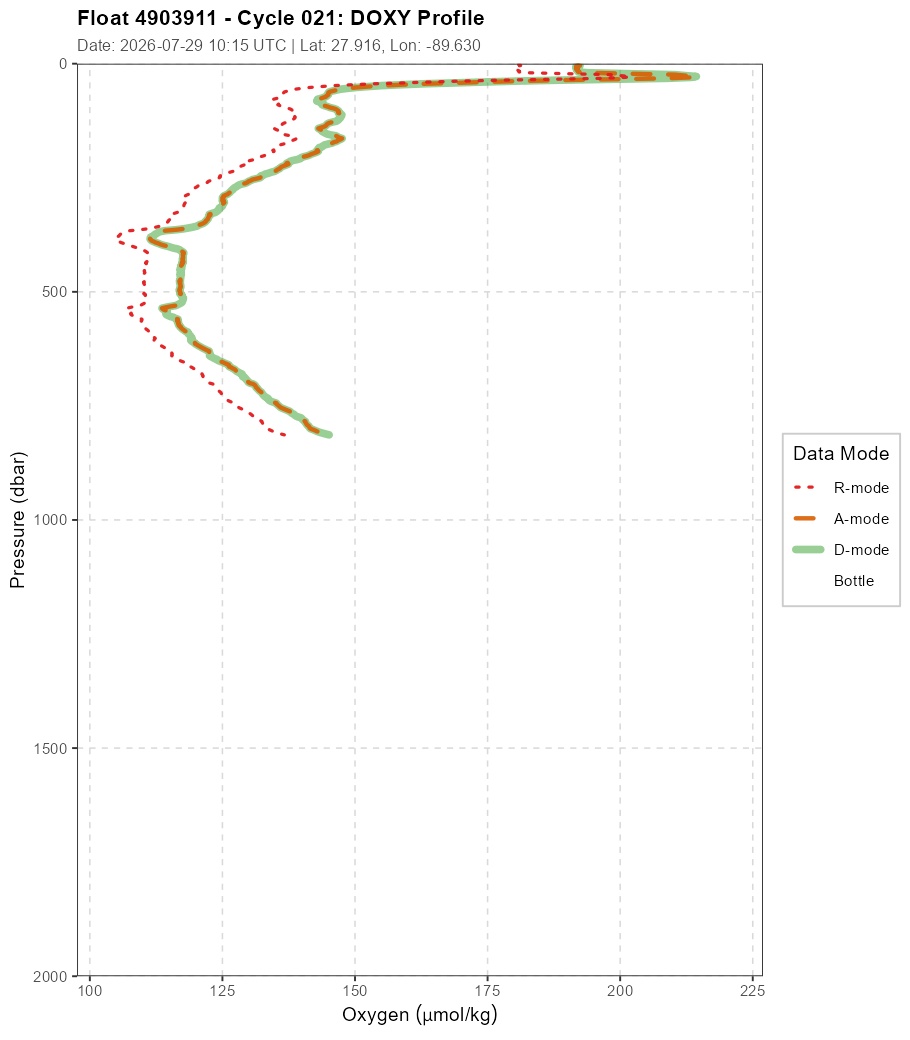 Float 4903911 - Cycle 021: DOXY Profile
Date: 2026-07-29 10:15 UTC | Lat: 27.916, Lon: -89.630
0
500
1000
1500
2000
Pressure (dbar)
100 125 150 175 200 225
Oxygen (μmol/kg)
Data Mode
R-mode
A-mode
D-mode
Bottle